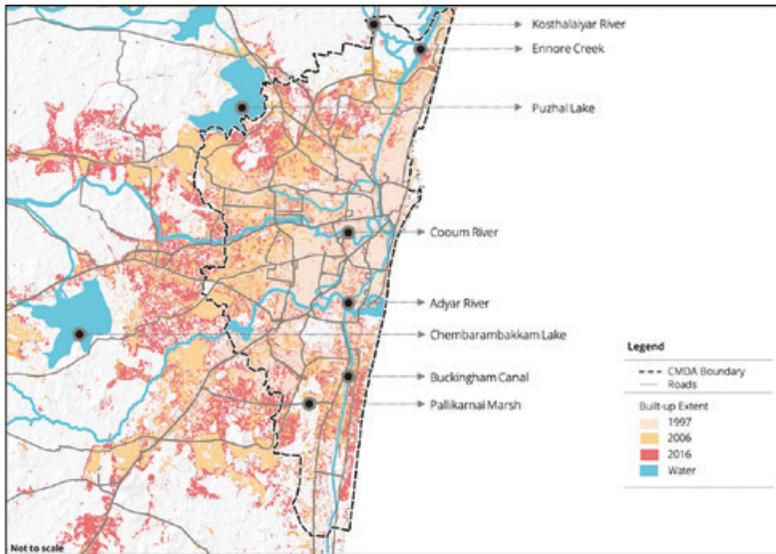 Kosthalaiyar River
Ennore Creek
Puzhal Lake
Cooum River
Adyar River
Chembarambakkam Lake
Buckingham Canal
Pallikarnai Marsh
Legend
CMDA Boundary
Roads
Built-up Extent
1997
2006
2016
Water
Not to scale